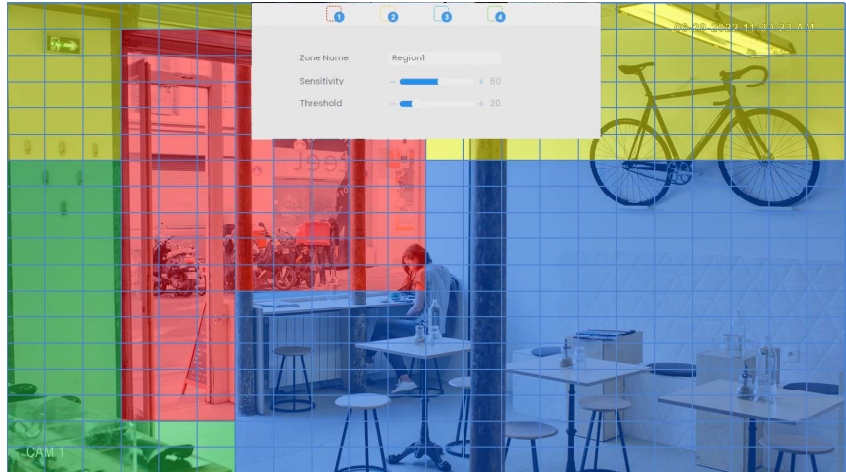 1 2 3 4
Zone Name Region1
Sensitivity - + 60
Threshold - + 20
CAM 1